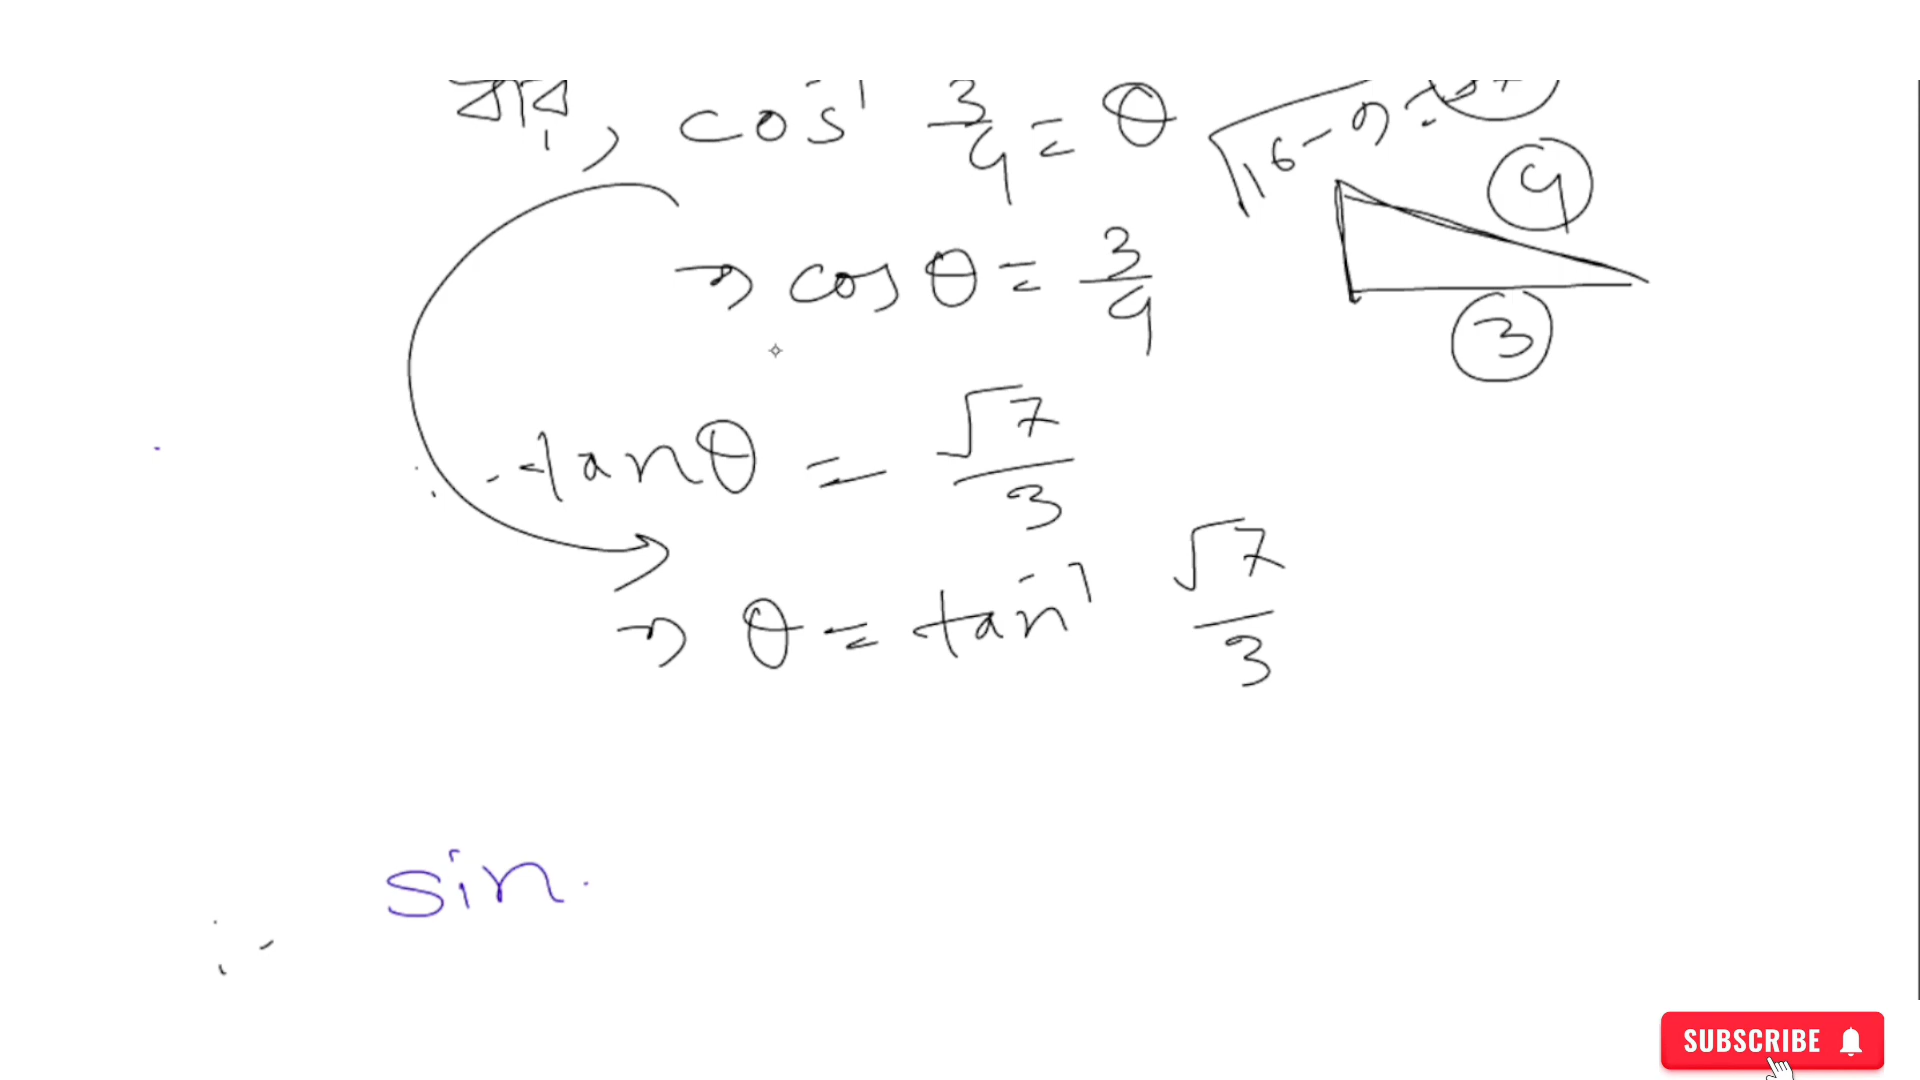 ধরি, cos⁻¹ 3/4 = θ
√16-9 = √7
4
⇒ cos θ = 3/4
3
∴ tan θ = √7/3
⇒ θ = tan⁻¹ √7/3
∴ sin
SUBSCRIBE